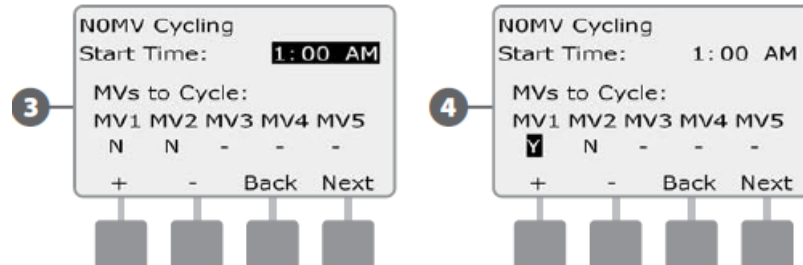 3
NOMV Cycling
Start Time: 1:00 AM
MVs to Cycle:
MV1 MV2 MV3 MV4 MV5
N N - - -
+ - Back Next
4
NOMV Cycling
Start Time: 1:00 AM
MVs to Cycle:
MV1 MV2 MV3 MV4 MV5
Y N - - -
+ - Back Next